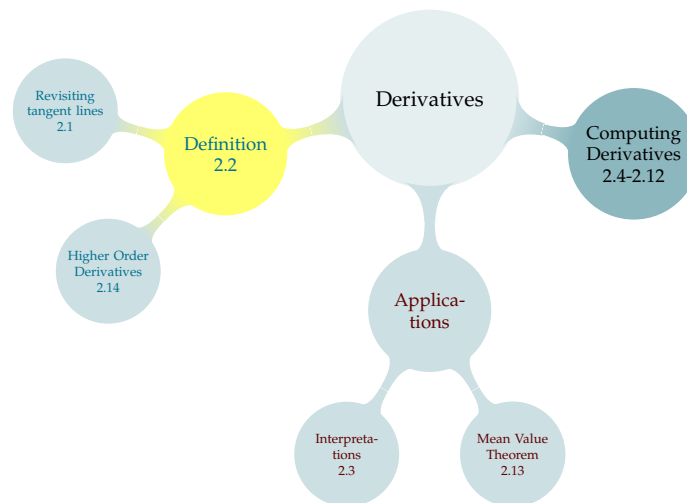 Derivatives
Revisiting
tangent lines
2.1
Definition
2.2
Computing
Derivatives
2.4-2.12
Higher Order
Derivatives
2.14
Applica-
tions
Interpreta-
tions
2.3
Mean Value
Theorem
2.13